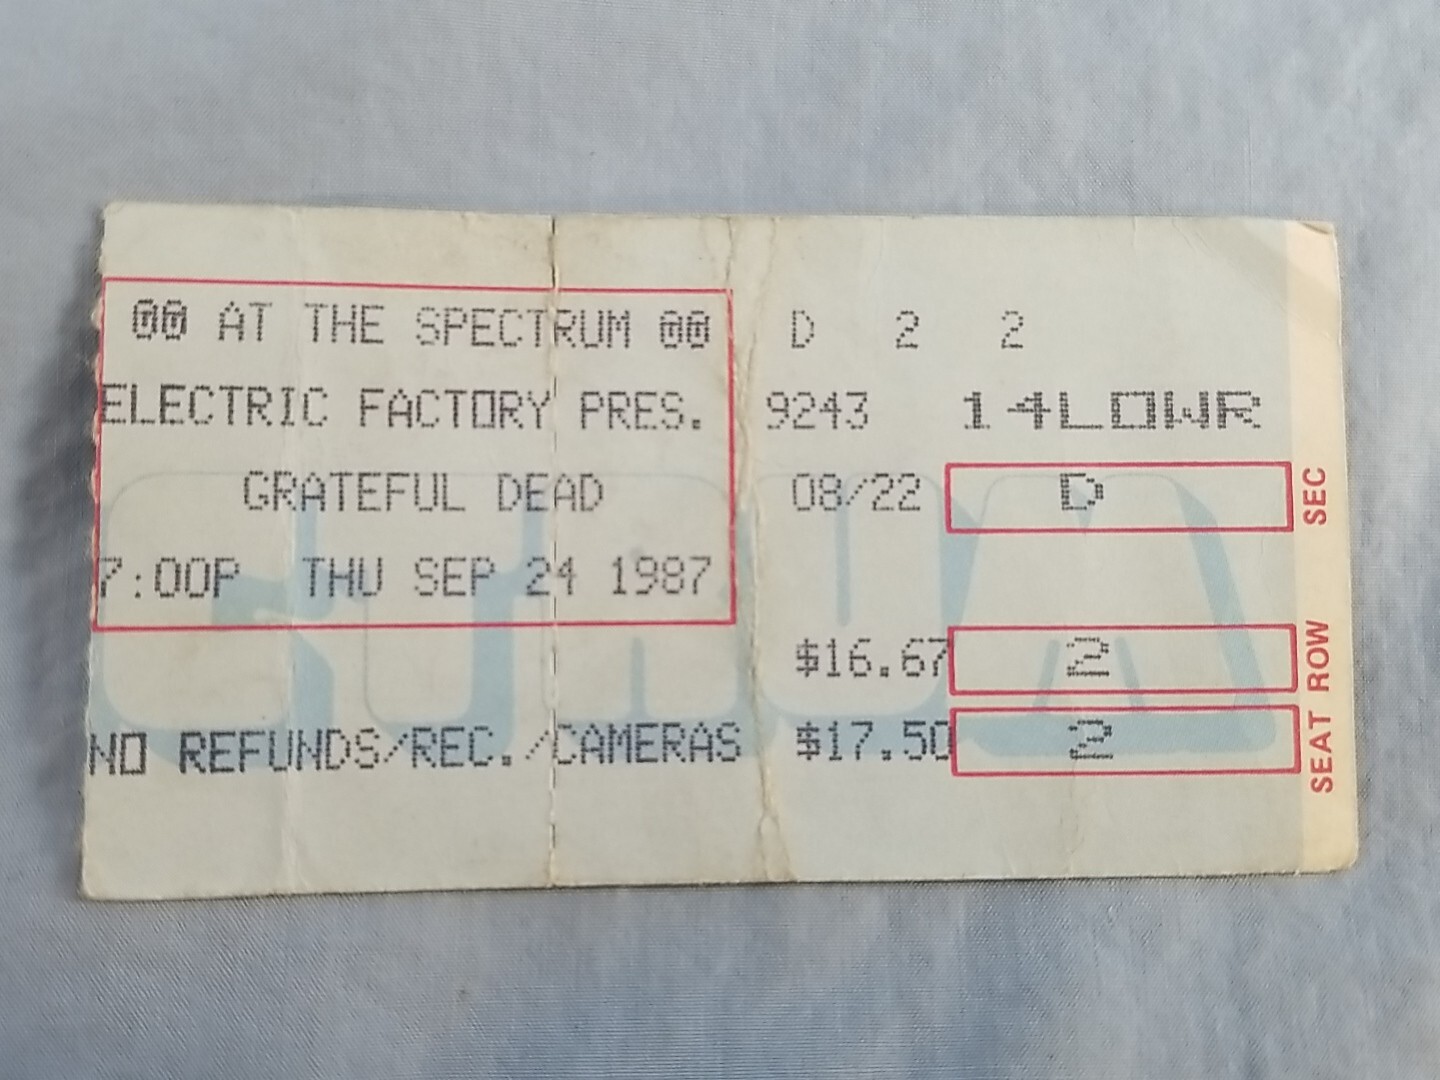 @@ AT THE SPECTRUM @@ D 2 2
ELECTRIC FACTORY PRES. 9243 14LOWR
GRATEFUL DEAD 08/22 D SEC
7:00P THU SEP 24 1987
$16.67 2 ROW
NO REFUNDS/REC./CAMERAS $17.50 2 SEAT